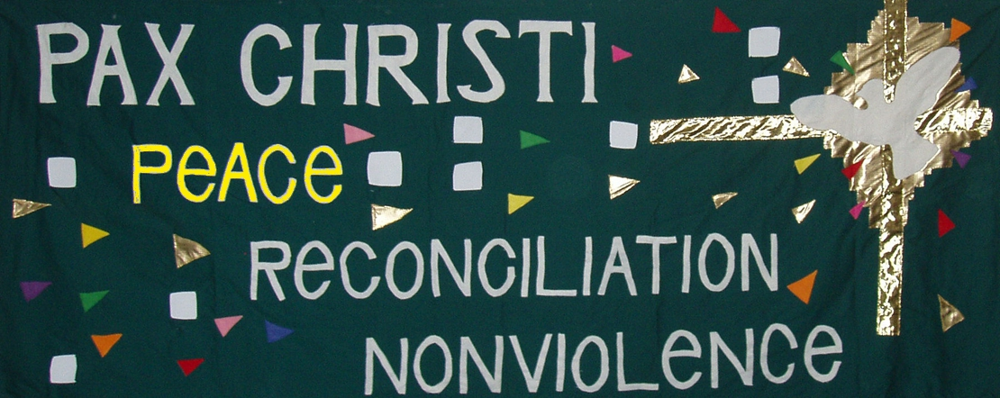 PAX CHRISTI
PeACe
ReCONCILIATION
NONVIOLeNCe